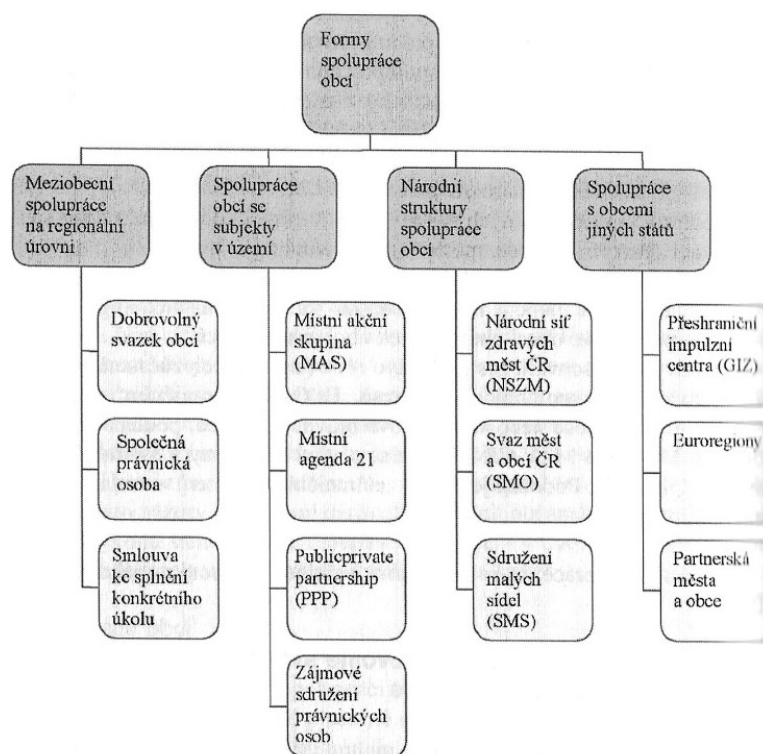 Formy
spolupráce
obcí
Meziobecní
spolupráce
na regionální
úrovni
Spolupráce
obcí se
subjekty
v území
Národní
struktury
spolupráce
obcí
Spolupráce
s obcemi
jiných států
Dobrovolný
svazek obcí
Společná
právnická
osoba
Smlouva
ke splnění
konkrétního
úkolu
Místní akční
skupina
(MAS)
Místní
agenda 21
Publicprivate
partnership
(PPP)
Zájmové
sdružení
právnických
osob
Národní síť
zdravých
měst ČR
(NSZM)
Svaz měst
a obcí ČR
(SMO)
Sdružení
malých
sídel
(SMS)
Přeshraniční
impulzní
centra (GIZ)
Euroregiony
Partnerská
města
a obce